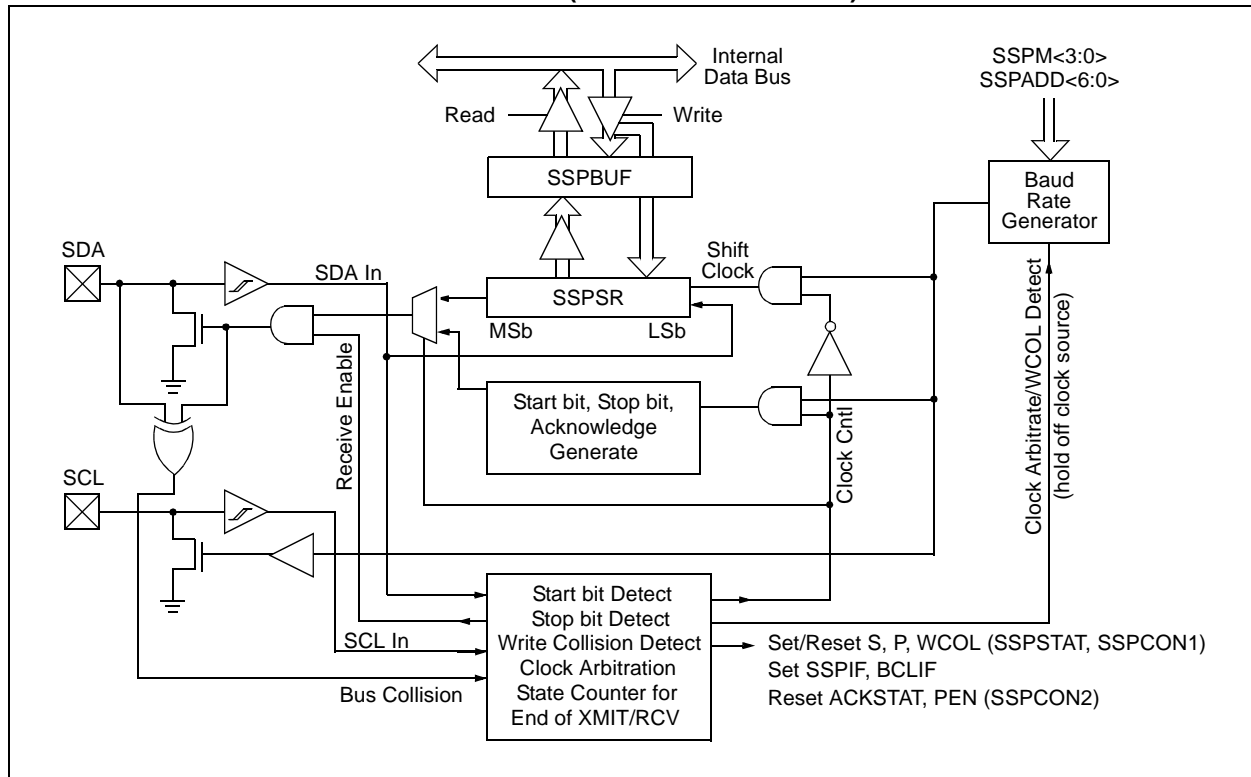 Internal
Data Bus
SSPM<3:0>
SSPADD<6:0>
Read
Write
SSPBUF
Baud
Rate
Generator
SDA
SDA In
Shift
Clock
SSPSR
MSb
LSb
Receive Enable
Start bit, Stop bit,
Acknowledge
Generate
Clock Cntl
Clock Arbitrate/WCOL Detect
(hold off clock source)
SCL
SCL In
Bus Collision
Start bit Detect
Stop bit Detect
Write Collision Detect
Clock Arbitration
State Counter for
End of XMIT/RCV
Set/Reset S, P, WCOL (SSPSTAT, SSPCON1)
Set SSPIF, BCLIF
Reset ACKSTAT, PEN (SSPCON2)